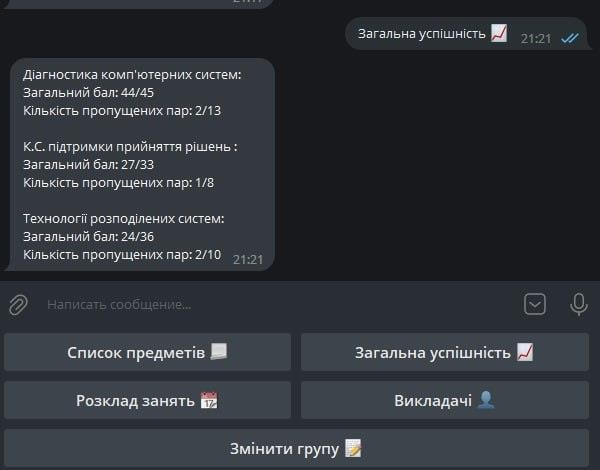 Загальна успішність 📈 21:21
Діагностика комп'ютерних систем:
Загальний бал: 44/45
Кількість пропущених пар: 2/13
К.С. підтримки прийняття рішень :
Загальний бал: 27/33
Кількість пропущених пар: 1/8
Технології розподілених систем:
Загальний бал: 24/36
Кількість пропущених пар: 2/10 21:21
Написать сообщение...
Список предметів
Загальна успішність 📈
Розклад занять 📅
Викладачі 👤
Змінити групу 📝